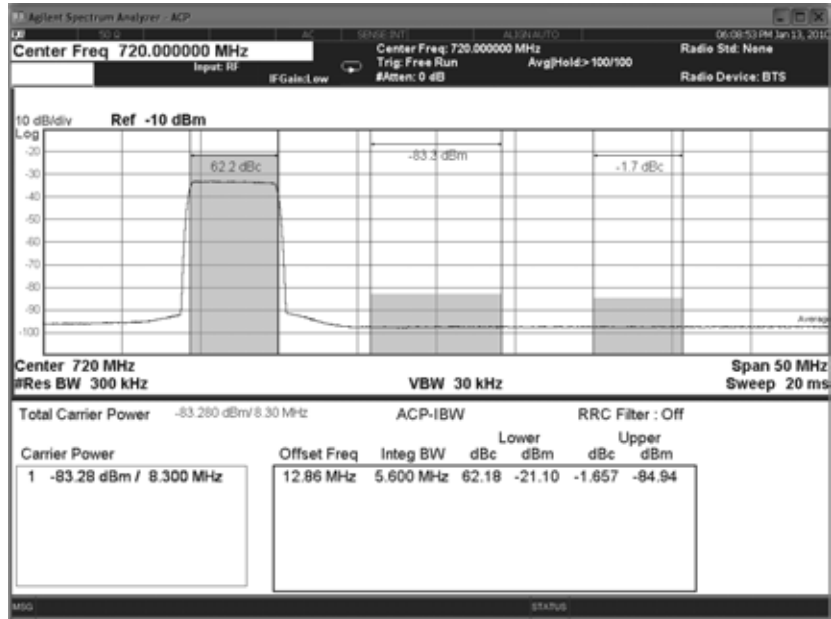 Agilent Spectrum Analyzer - ACP
50 Ω AC SENSE:INT ALIGNAUTO 06:08:53 PM Jan 13, 2010
Center Freq 720.000000 MHz
Input: RF
IFGain:Low
Center Freq: 720.000000 MHz
Trig: Free Run Avg|Hold:>100/100
#Atten: 0 dB
Radio Std: None
Radio Device: BTS
10 dB/div Ref -10 dBm
Log
-20
-30
-40
-50
-60
-70
-80
-90
-100
62.2 dBc
-83.3 dBm
-1.7 dBc
Average
Center 720 MHz Span 50 MHz
#Res BW 300 kHz VBW 30 kHz Sweep 20 ms
Total Carrier Power -83.280 dBm/ 8.30 MHz ACP-IBW RRC Filter : Off
Lower Upper
Carrier Power Offset Freq Integ BW dBc dBm dBc dBm
1 -83.28 dBm / 8.300 MHz 12.86 MHz 5.600 MHz 62.18 -21.10 -1.657 -84.94
MSG STATUS